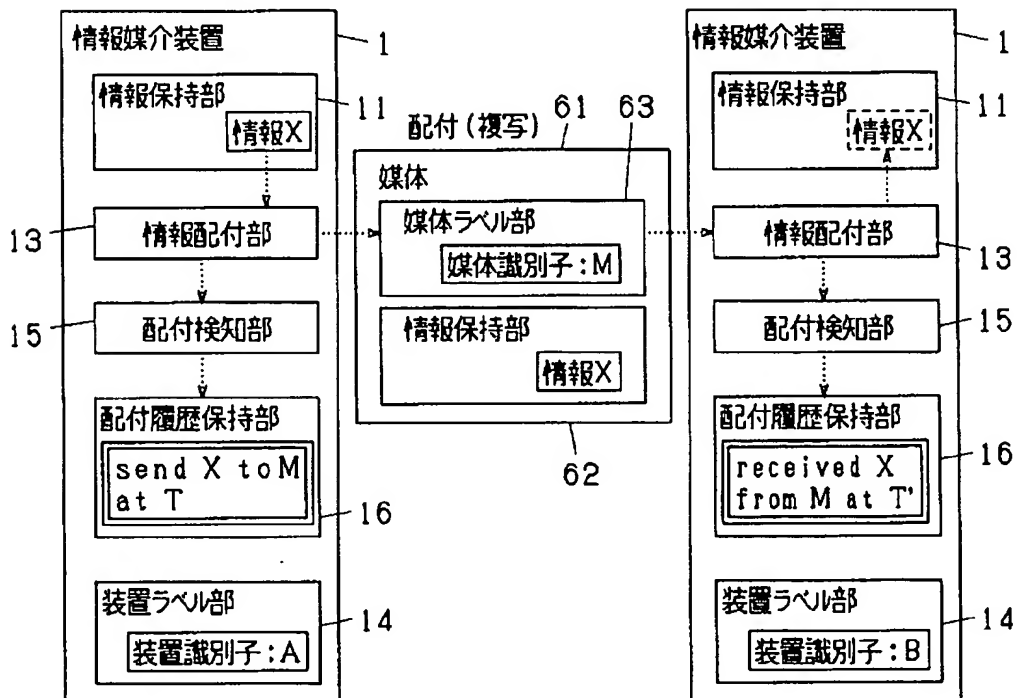 情報媒介装置
1
情報保持部
11
情報X
13
情報配付部
15
配付検知部
配付履歴保持部
send X to M
at T
16
装置ラベル部
14
装置識別子:A
配付(複写)
61
63
媒体
媒体ラベル部
媒体識別子:M
情報保持部
情報X
62
情報媒介装置
1
情報保持部
11
情報X
情報配付部
13
配付検知部
15
配付履歴保持部
16
received X
from M at T'
装置ラベル部
14
装置識別子:B